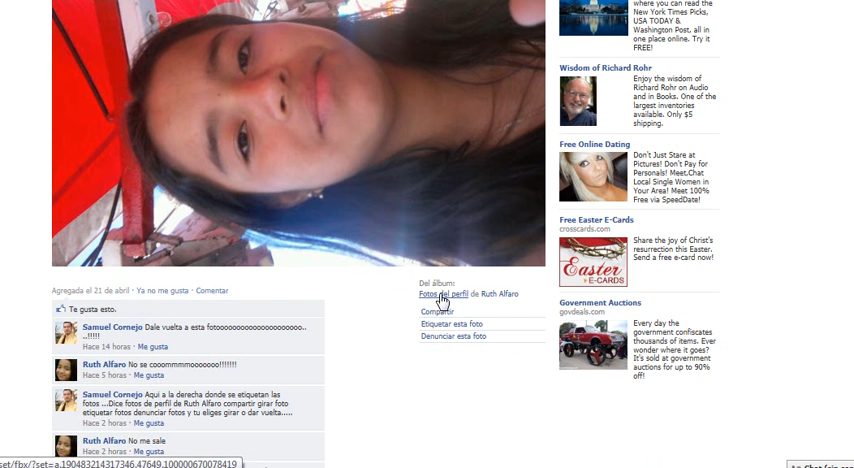 where you can read the
New York Times Picks,
USA TODAY &
Washington Post, all in
one place online. Try it
FREE!
Wisdom of Richard Rohr
Enjoy the wisdom of
Richard Rohr on Audio
and in Books. One of the
largest inventories
available. Only $5
shipping.
Free Online Dating
Don't Just Stare at
Pictures! Don't Pay for
Personals! Meet,Chat
Local Single Women in
Your Area! Meet 100%
Free via SpeedDate!
Free Easter E-Cards
crosscards.com
Easter
E-CARDS
Share the joy of Christ's
resurrection this Easter.
Send a free e-card now!
Government Auctions
govdeals.com
Every day the
government confiscates
thousands of items. Ever
wonder where it goes?
It's sold at government
auctions for up to 90%
off!
Del álbum:
Fotos del perfil de Ruth Alfaro
Compartir
Etiquetar esta foto
Denunciar esta foto
Agregada el 21 de abril · Ya no me gusta · Comentar
Te gusta esto.
Samuel Cornejo Dale vuelta a esta fotooooooooooooooooooooo..
..!!!!!
Hace 14 horas · Me gusta
Ruth Alfaro No se cooommmmooooooo!!!!!!!
Hace 5 horas · Me gusta
Samuel Cornejo Aqui a la derecha donde se etiquetan las
fotos ...Dice fotos de perfil de Ruth Alfaro compartir girar foto
etiquetar fotos denunciar fotos y tu eliges girar o dar vuelta.....
Hace 2 horas · Me gusta
Ruth Alfaro No me sale
Hace 2 horas · Me gusta
set/fbx/?set=a.190483214317346.47649.100000670078419